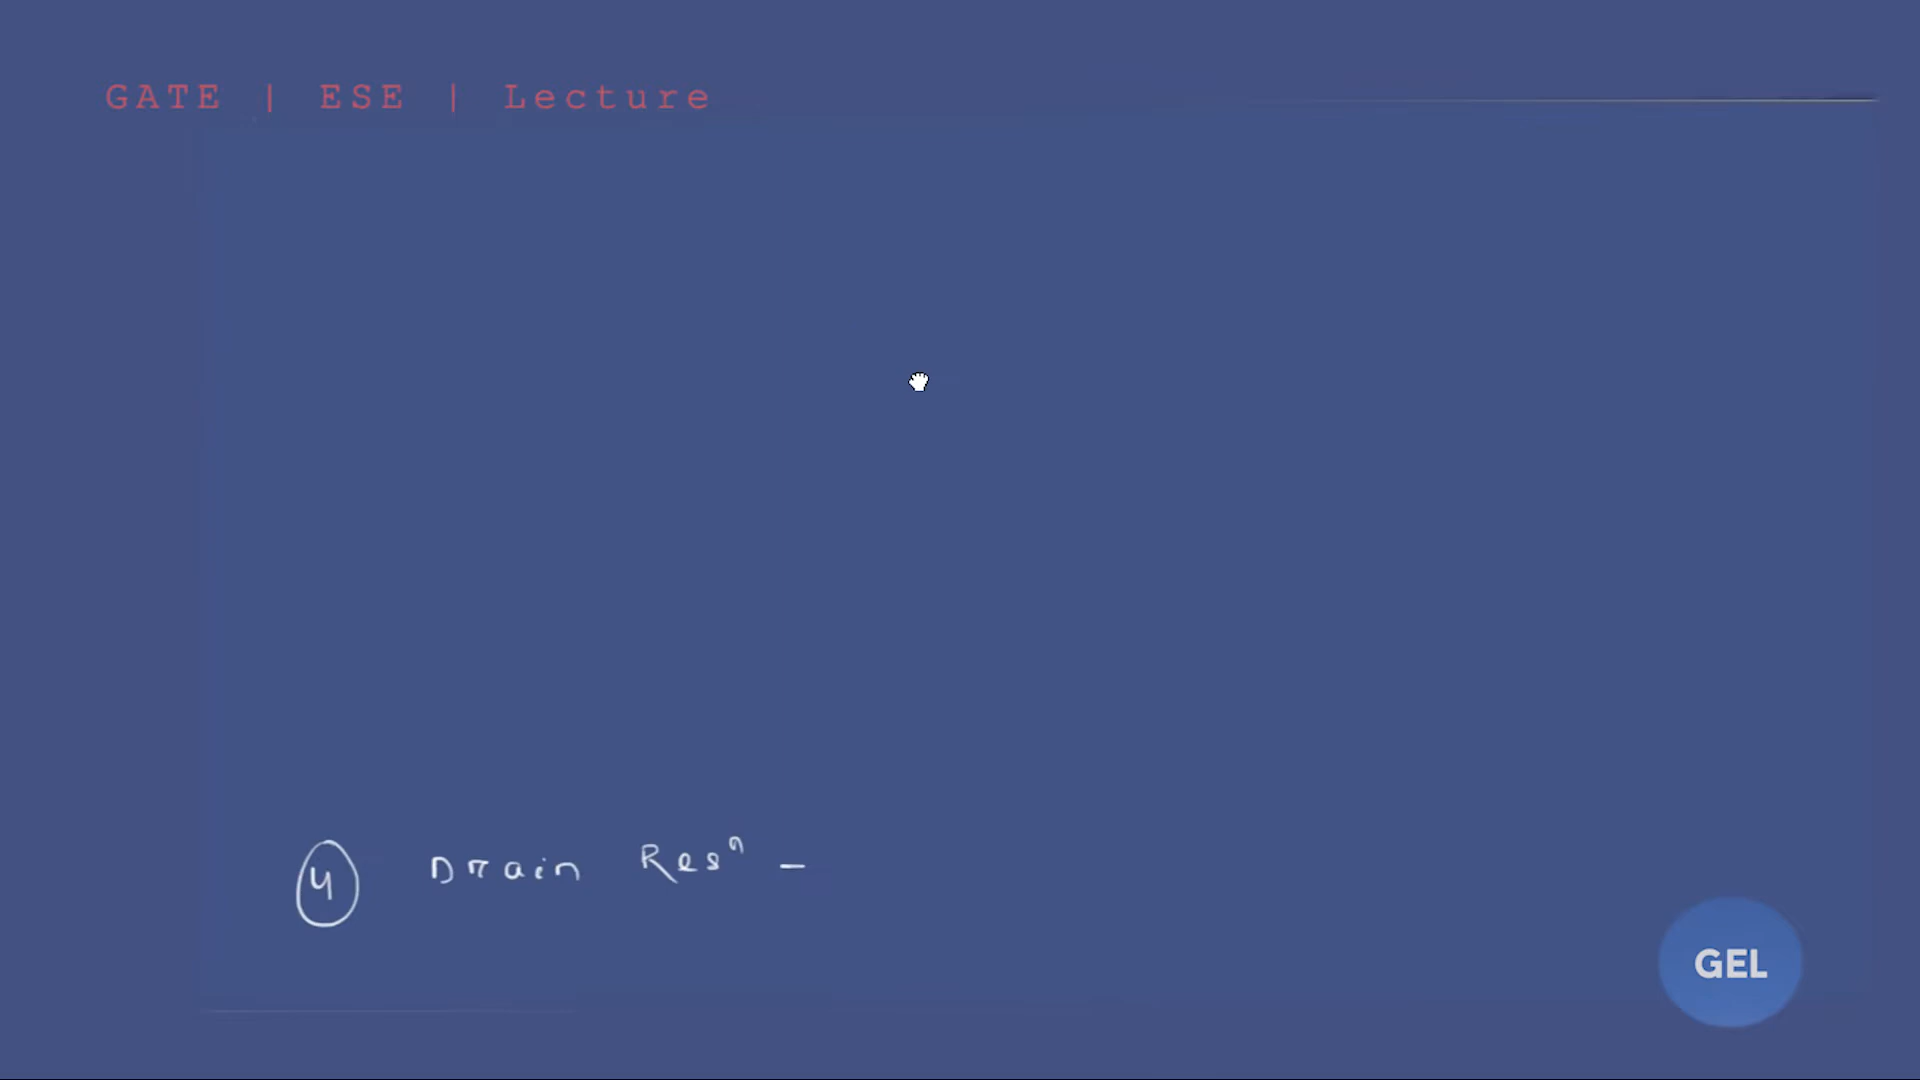 GATE | ESE | Lecture
4 Drain Resⁿ -
GEL